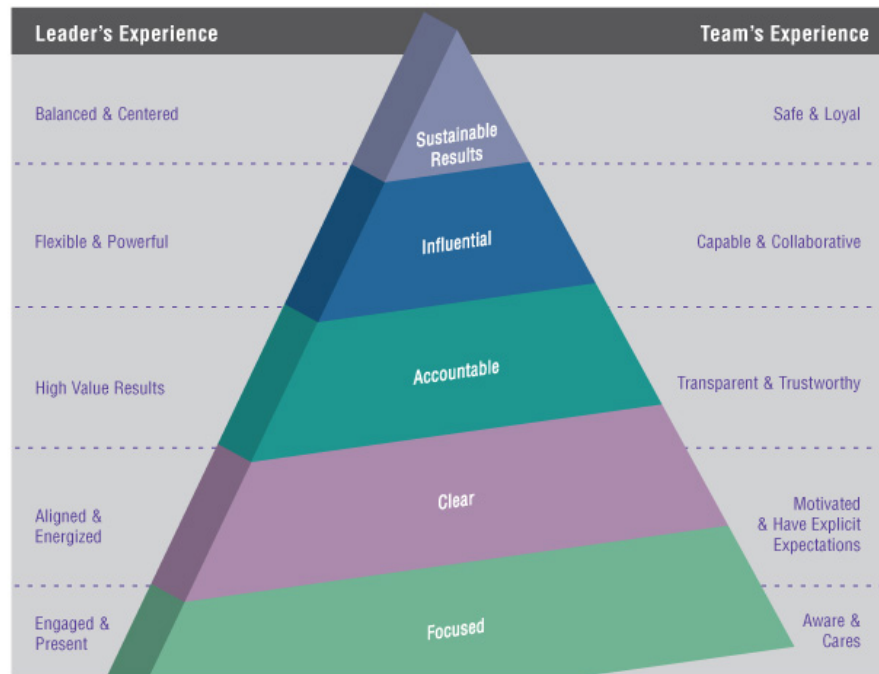 Leader's Experience
Team's Experience
Balanced & Centered
Sustainable
Results
Safe & Loyal
Flexible & Powerful
Influential
Capable & Collaborative
High Value Results
Accountable
Transparent & Trustworthy
Aligned &
Energized
Clear
Motivated
& Have Explicit
Expectations
Engaged &
Present
Focused
Aware &
Cares